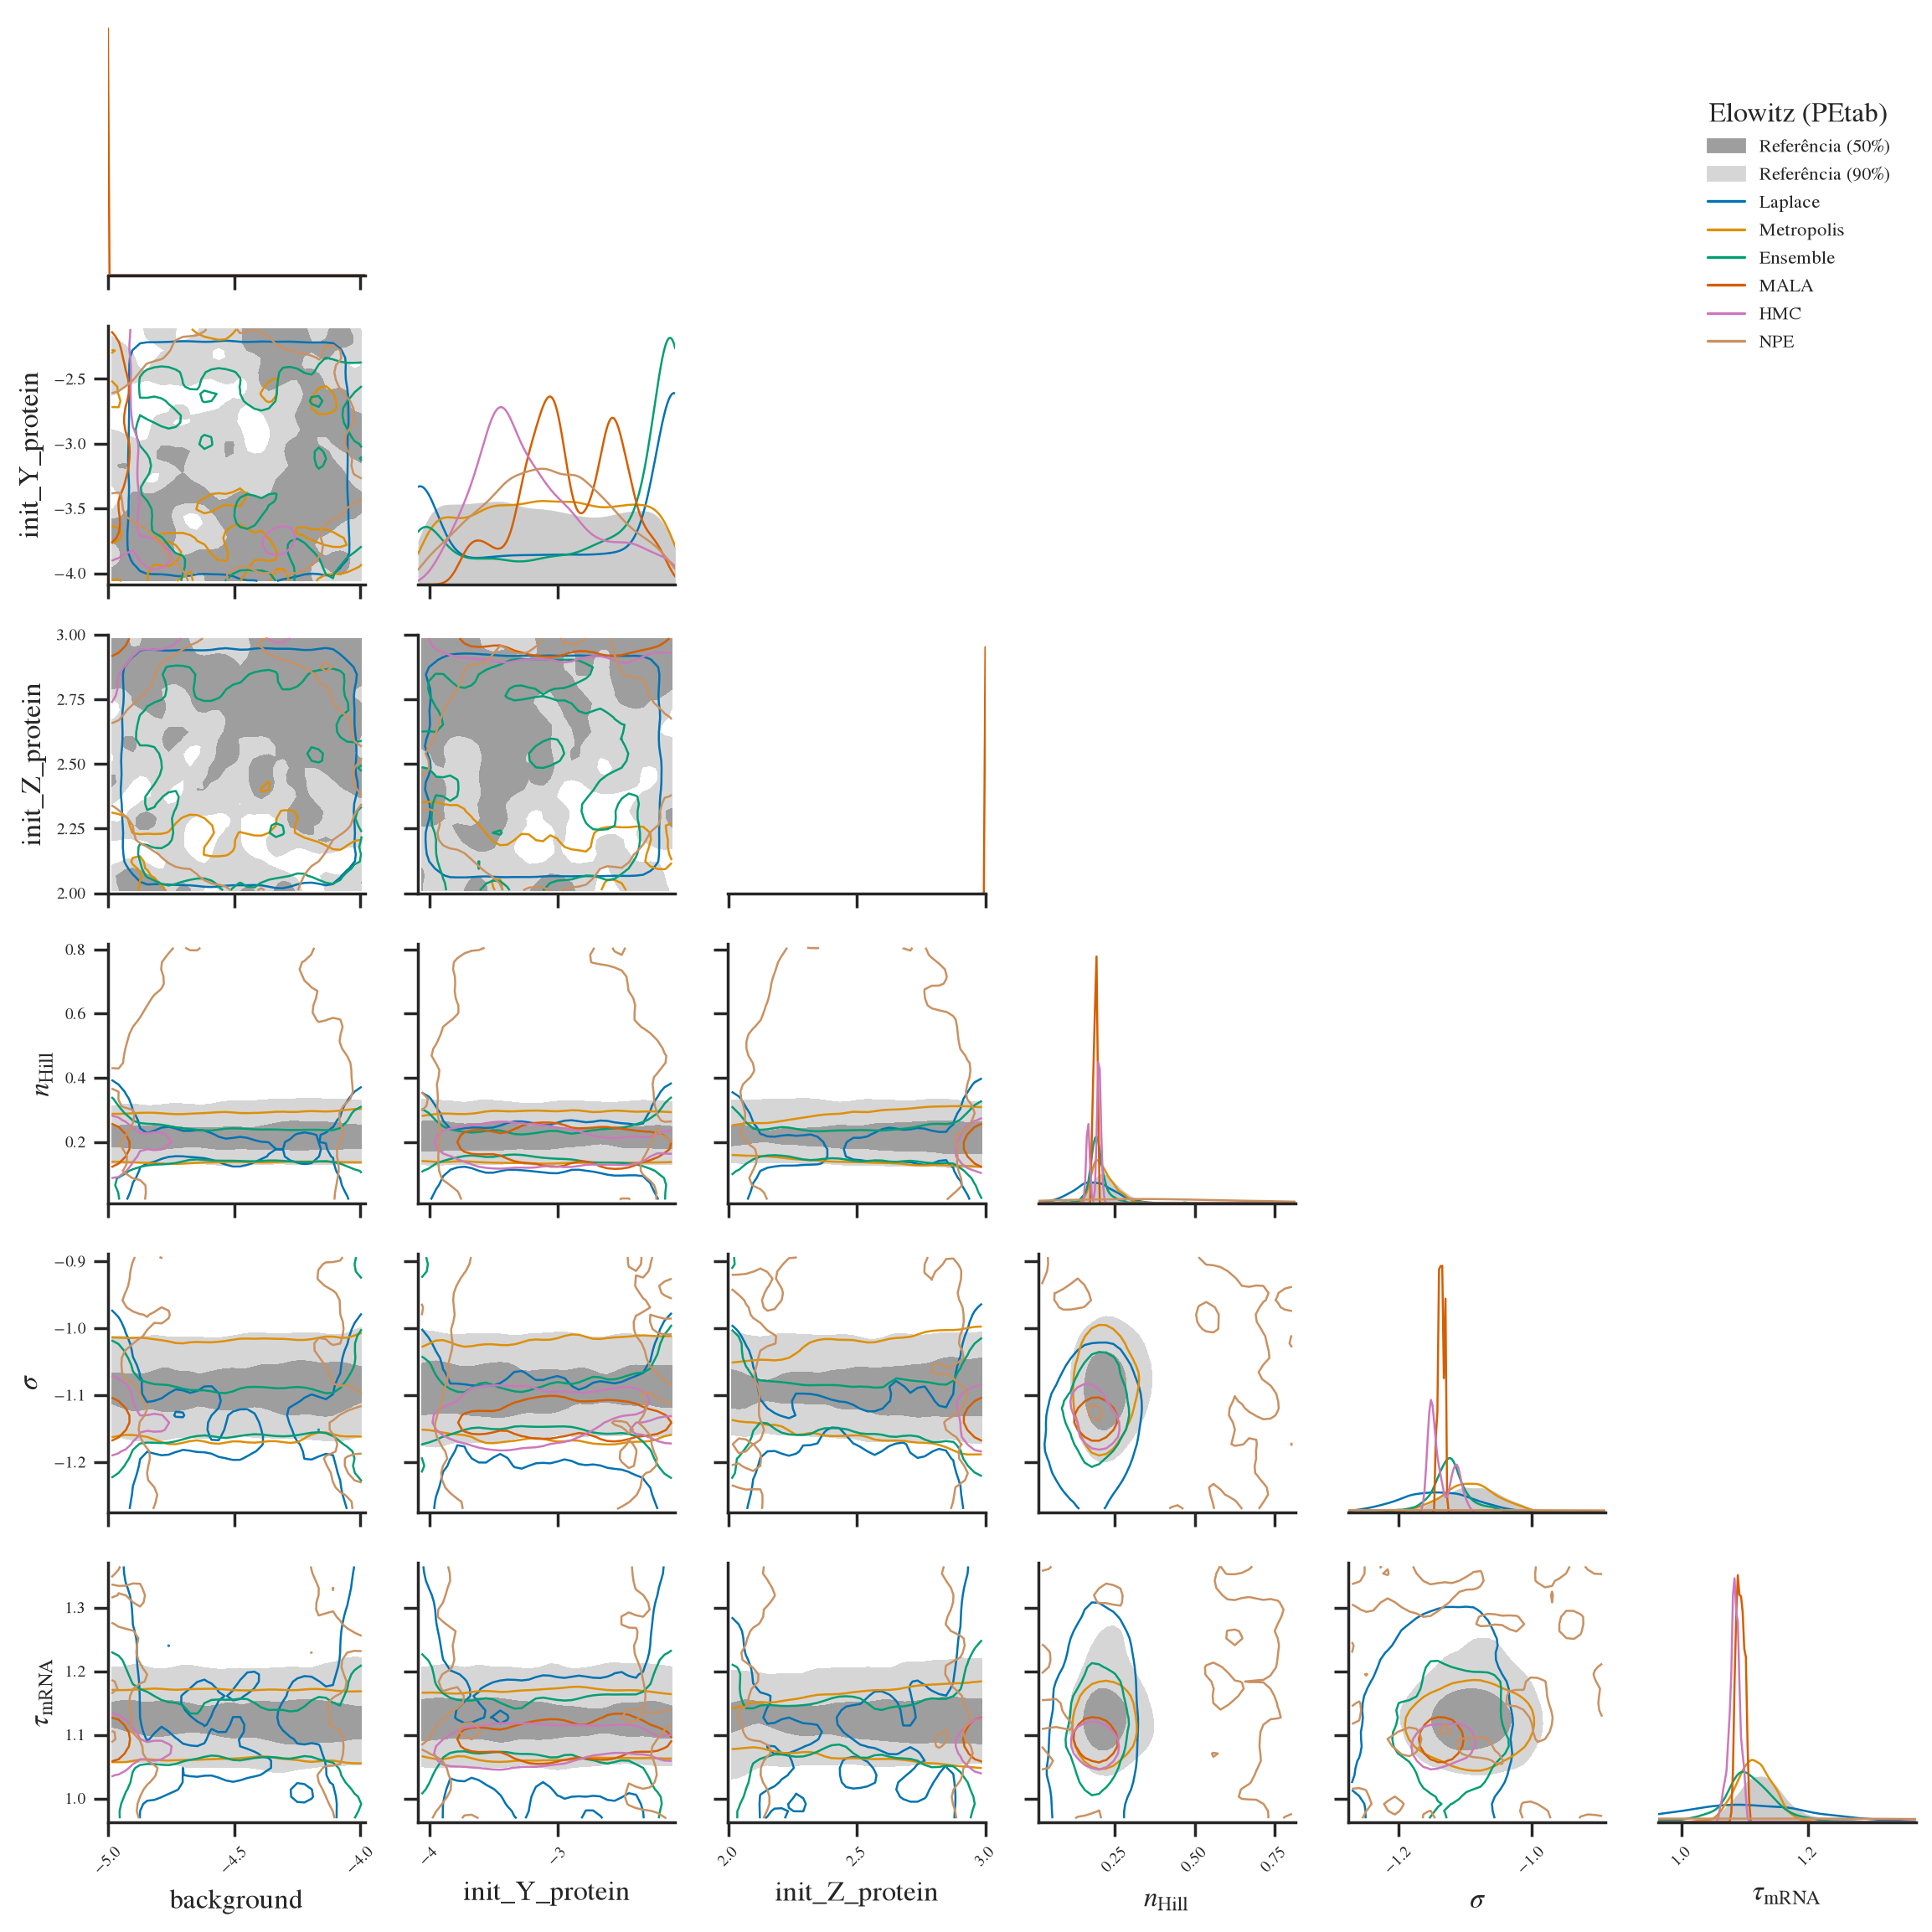 Elowitz (PEtab)
Referência (50%)
Referência (90%)
Laplace
Metropolis
Ensemble
MALA
HMC
NPE
init_Y_protein
−2.5
−3.0
−3.5
−4.0
init_Z_protein
3.00
2.75
2.50
2.25
2.00
nHill
0.8
0.6
0.4
0.2
σ
−0.9
−1.0
−1.1
−1.2
τmRNA
1.3
1.2
1.1
1.0
−5.0 −4.5 −4.0 −4 −3 2.0 2.5 3.0 0.25 0.50 0.75 −1.2 −1.0 1.0 1.2
background init_Y_protein init_Z_protein nHill σ τmRNA